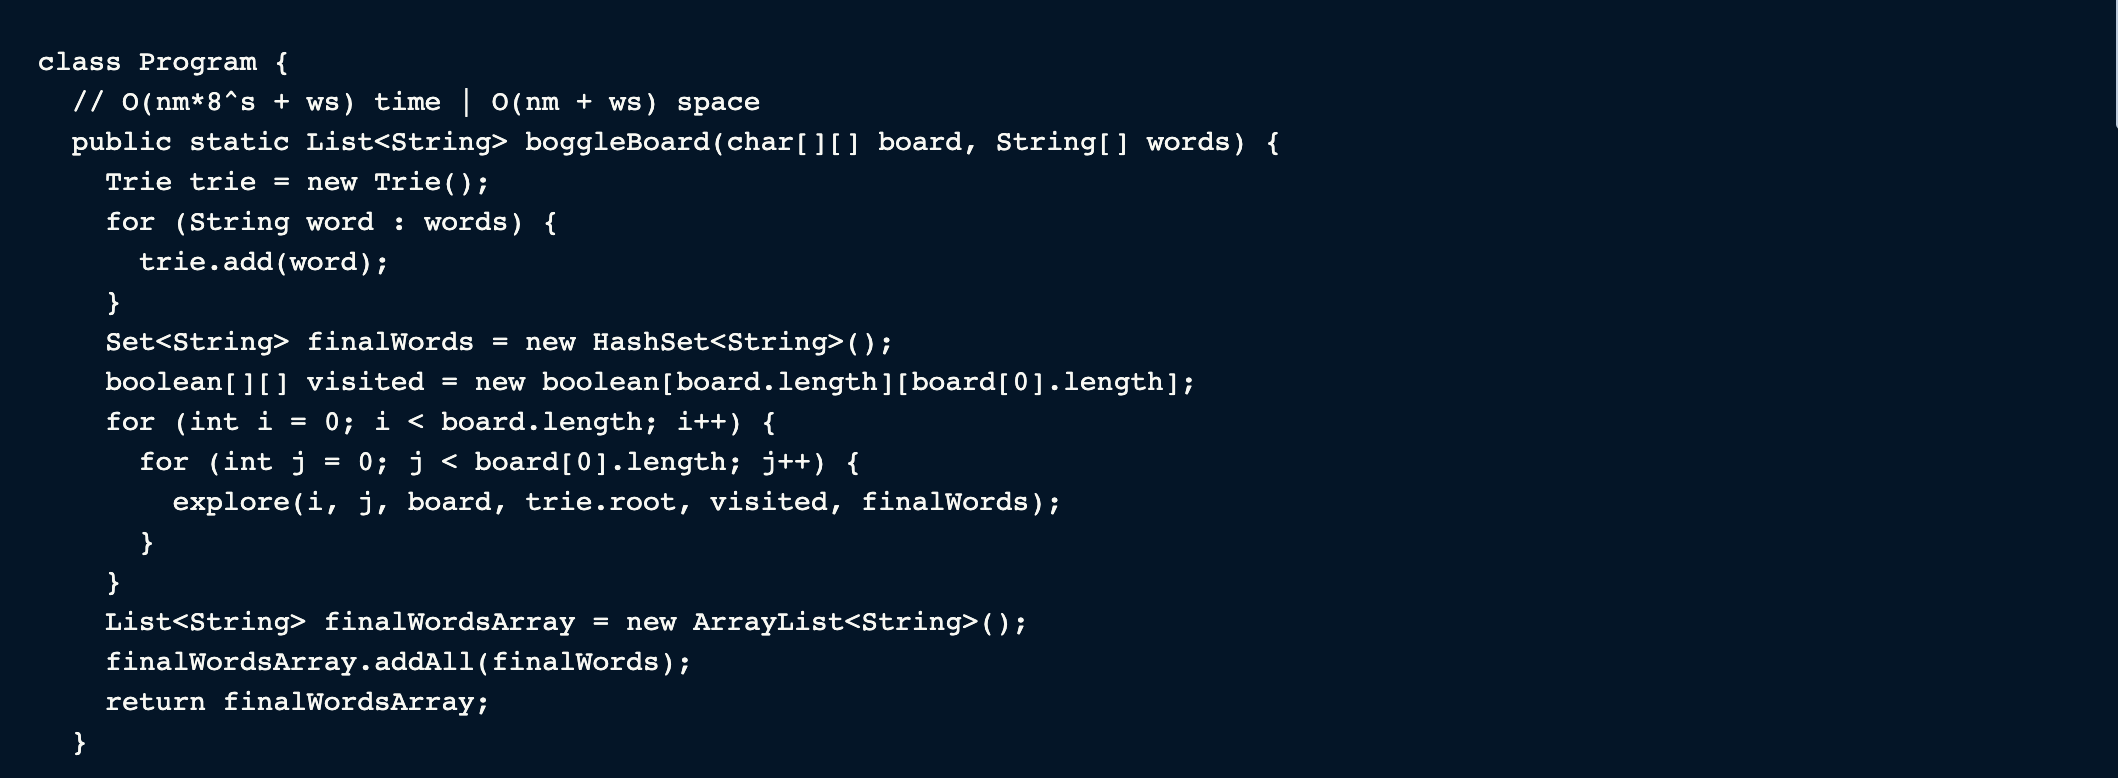 class Program {
  // O(nm*8^s + ws) time | O(nm + ws) space
  public static List<String> boggleBoard(char[][] board, String[] words) {
    Trie trie = new Trie();
    for (String word : words) {
      trie.add(word);
    }
    Set<String> finalWords = new HashSet<String>();
    boolean[][] visited = new boolean[board.length][board[0].length];
    for (int i = 0; i < board.length; i++) {
      for (int j = 0; j < board[0].length; j++) {
        explore(i, j, board, trie.root, visited, finalWords);
      }
    }
    List<String> finalWordsArray = new ArrayList<String>();
    finalWordsArray.addAll(finalWords);
    return finalWordsArray;
  }